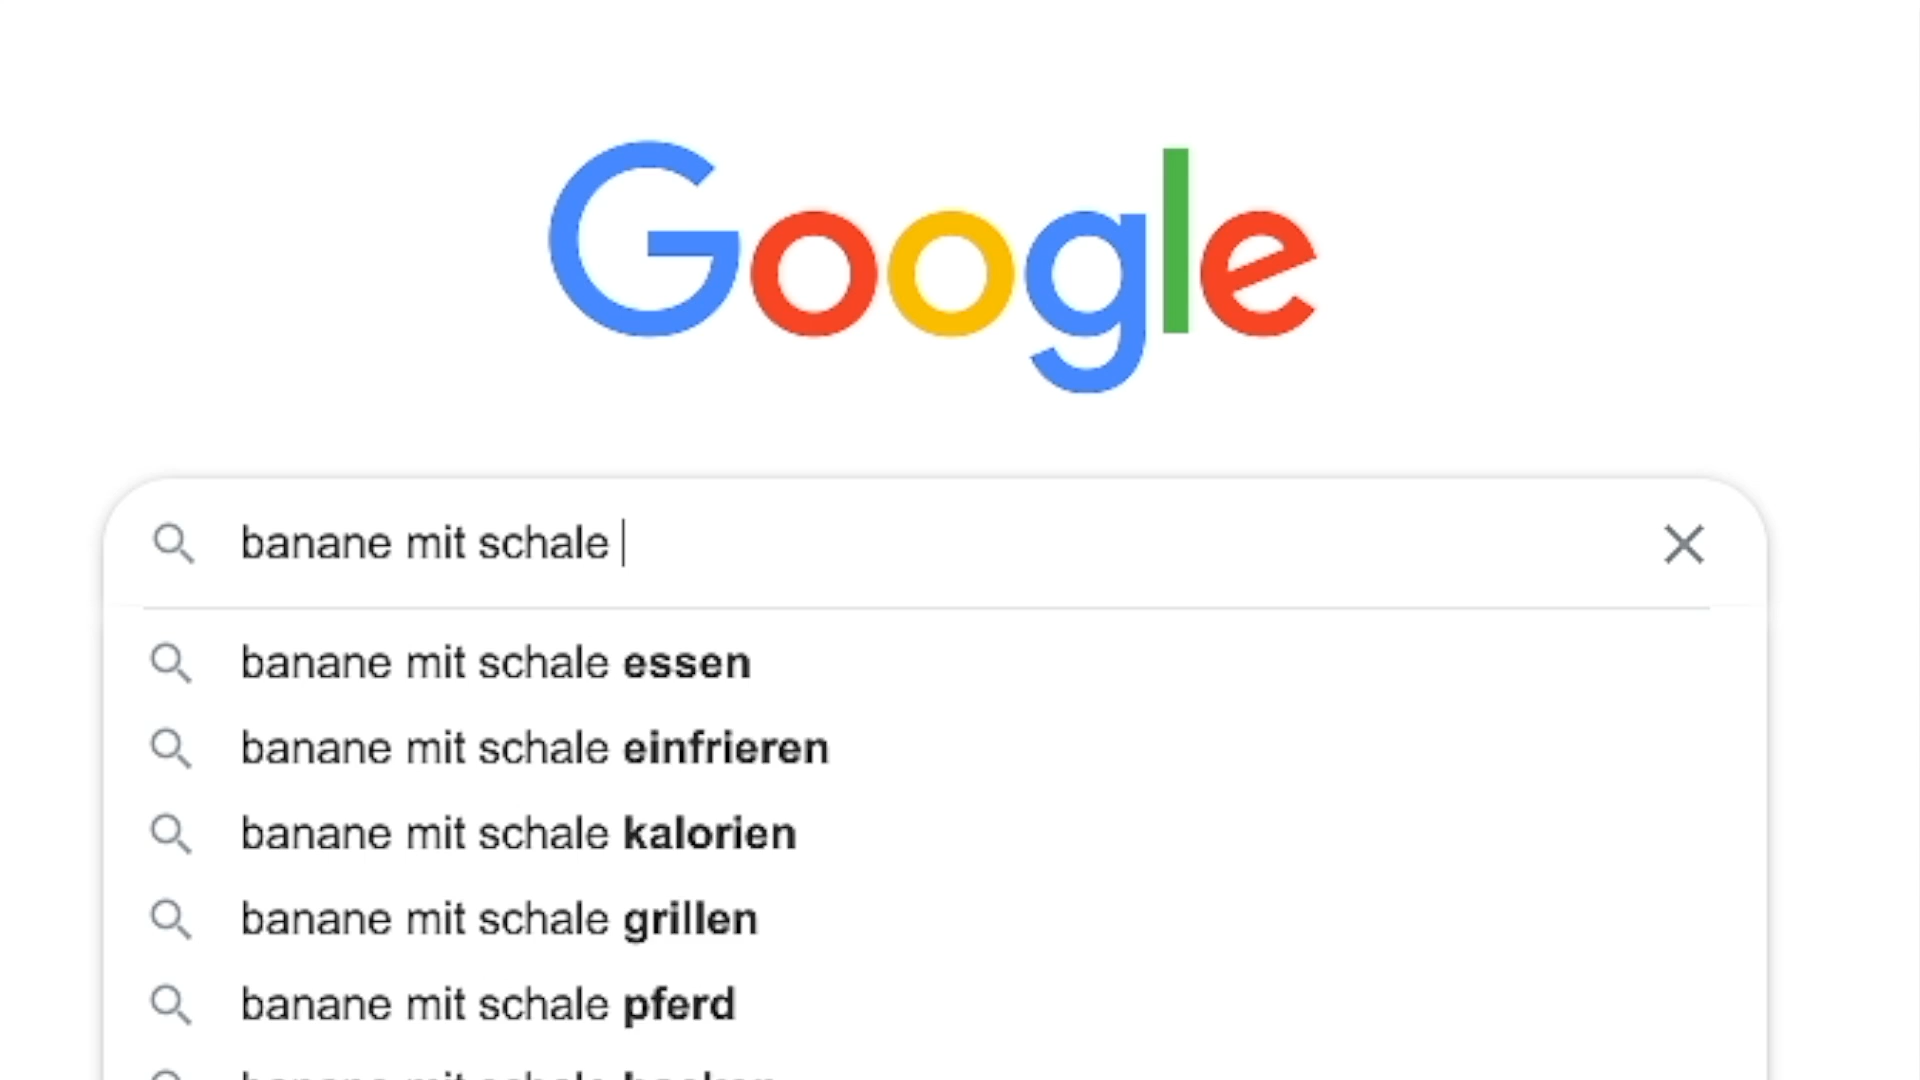 Google
banane mit schale
banane mit schale essen
banane mit schale einfrieren
banane mit schale kalorien
banane mit schale grillen
banane mit schale pferd